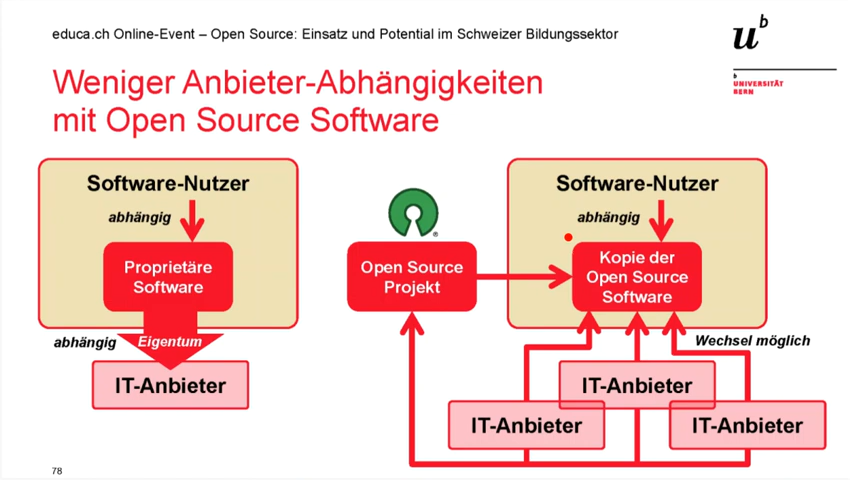 educa.ch Online-Event – Open Source: Einsatz und Potential im Schweizer Bildungssektor
u
b
b
UNIVERSITÄT
BERN
Weniger Anbieter-Abhängigkeiten
mit Open Source Software
Software-Nutzer
abhängig
Proprietäre
Software
abhängig
Eigentum
IT-Anbieter
®
Open Source
Projekt
Software-Nutzer
abhängig
Kopie der
Open Source
Software
Wechsel möglich
IT-Anbieter
IT-Anbieter
IT-Anbieter
78